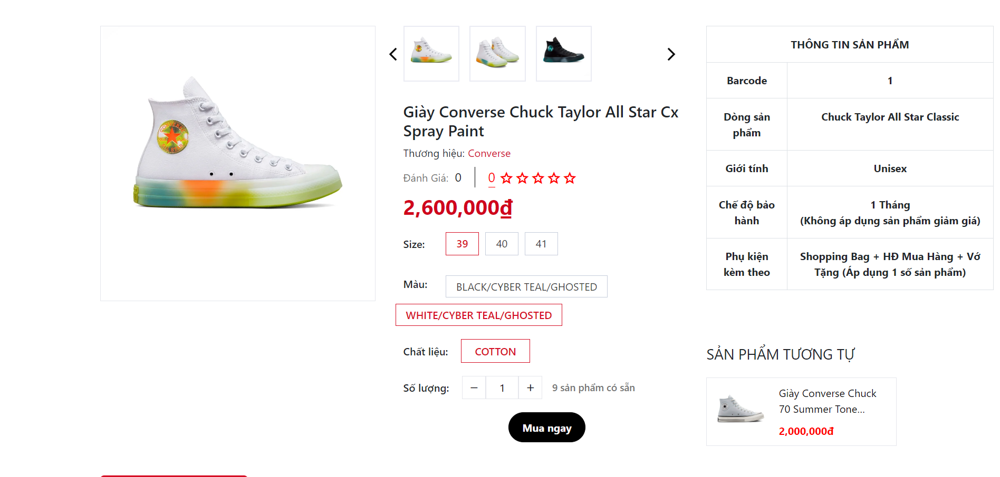 Giày Converse Chuck Taylor All Star Cx
Spray Paint
Thương hiệu: Converse
Đánh Giá: 0 0
2,600,000₫
Size: 39 40 41
Màu: BLACK/CYBER TEAL/GHOSTED
WHITE/CYBER TEAL/GHOSTED
Chất liệu: COTTON
Số lượng: − 1 + 9 sản phẩm có sẵn
Mua ngay
THÔNG TIN SẢN PHẨM
Barcode 1
Dòng sản Chuck Taylor All Star Classic
phẩm
Giới tính Unisex
Chế độ bảo 1 Tháng
hành (Không áp dụng sản phẩm giảm giá)
Phụ kiện Shopping Bag + HĐ Mua Hàng + Vớ
kèm theo Tặng (Áp dụng 1 số sản phẩm)
SẢN PHẨM TƯƠNG TỰ
Giày Converse Chuck
70 Summer Tone...
2,000,000đ